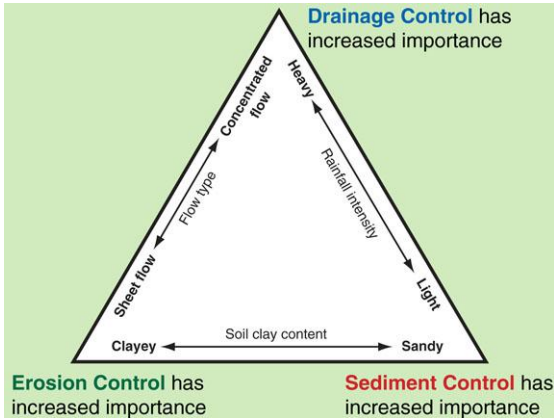 Drainage Control has
increased importance
Concentrated
flow
Heavy
Flow type
Rainfall intensity
Sheet flow
Light
Clayey
Soil clay content
Sandy
Erosion Control has
increased importance
Sediment Control has
increased importance